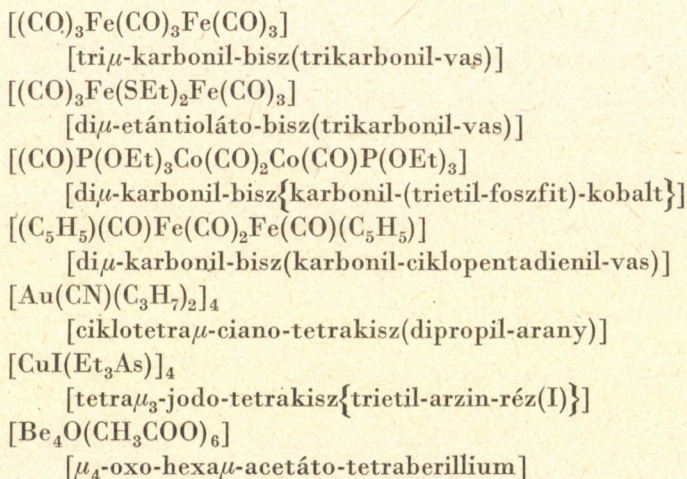 [(CO)₃Fe(CO)₃Fe(CO)₃]
[triμ-karbonil-bisz(trikarbonil-vas)]
[(CO)₃Fe(SEt)₂Fe(CO)₃]
[diμ-etántioláto-bisz(trikarbonil-vas)]
[(CO)P(OEt)₃Co(CO)₂Co(CO)P(OEt)₃]
[diμ-karbonil-bisz{karbonil-(trietil-foszfit)-kobalt}]
[(C₅H₅)(CO)Fe(CO)₂Fe(CO)(C₅H₅)]
[diμ-karbonil-bisz(karbonil-ciklopentadienil-vas)]
[Au(CN)(C₃H₇)₂]₄
[ciklotetraμ-ciano-tetrakisz(dipropil-arany)]
[CuI(Et₃As)]₄
[tetraμ₃-jodo-tetrakisz{trietil-arzin-réz(I)}]
[Be₄O(CH₃COO)₆]
[μ₄-oxo-hexaμ-acetáto-tetraberillium]